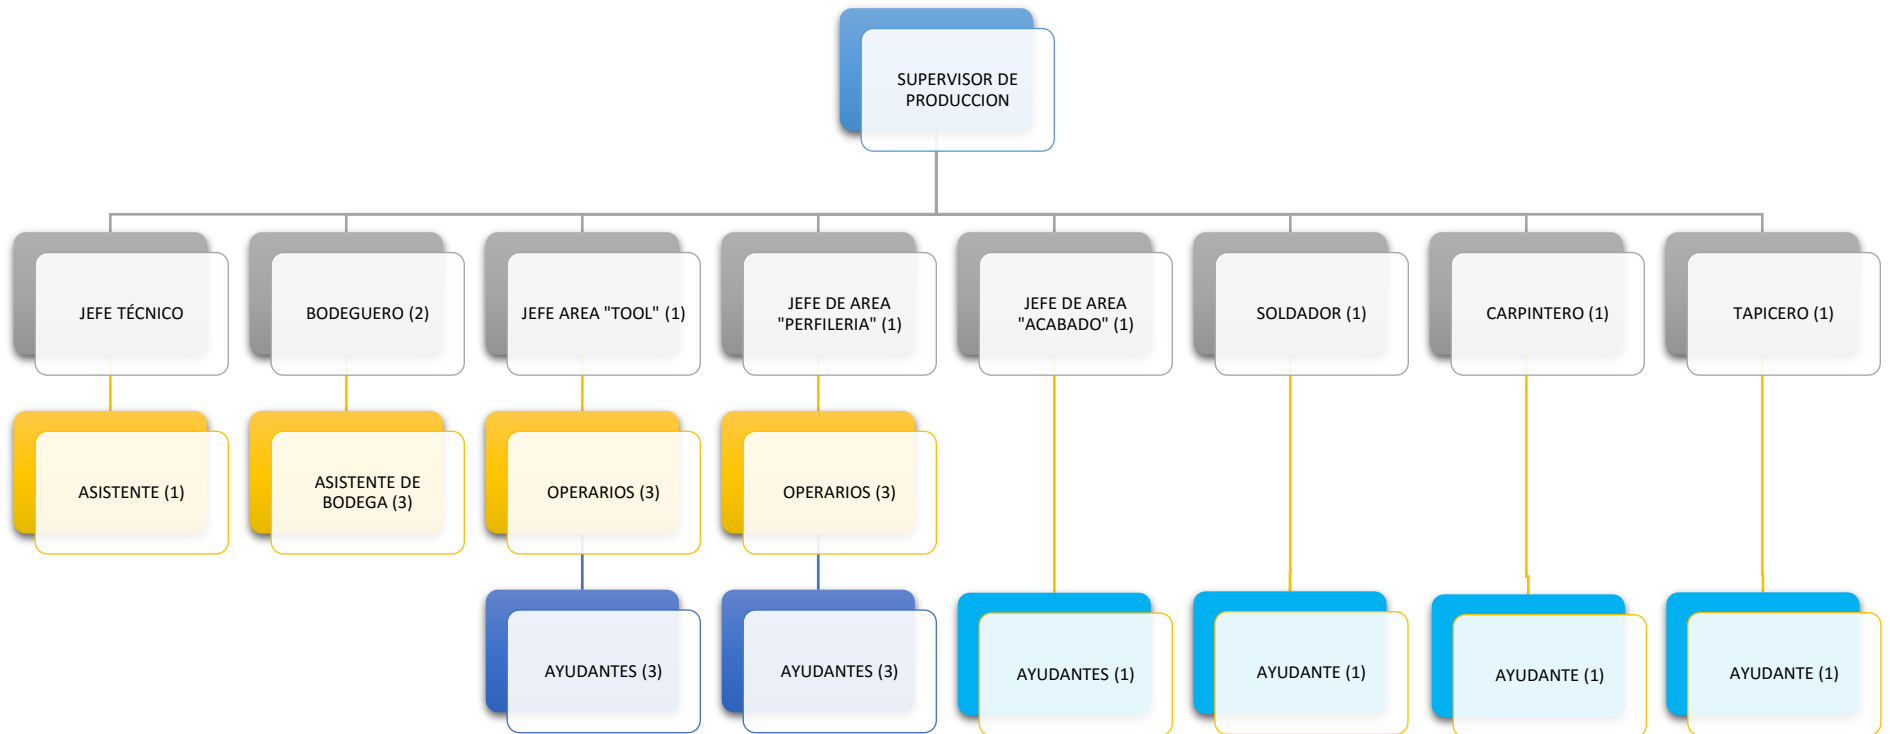 SUPERVISOR DE
PRODUCCION
JEFE TÉCNICO
BODEGUERO (2)
JEFE AREA "TOOL" (1)
JEFE DE AREA
"PERFILERIA" (1)
JEFE DE AREA
"ACABADO" (1)
SOLDADOR (1)
CARPINTERO (1)
TAPICERO (1)
ASISTENTE (1)
ASISTENTE DE
BODEGA (3)
OPERARIOS (3)
OPERARIOS (3)
AYUDANTES (3)
AYUDANTES (3)
AYUDANTES (1)
AYUDANTE (1)
AYUDANTE (1)
AYUDANTE (1)